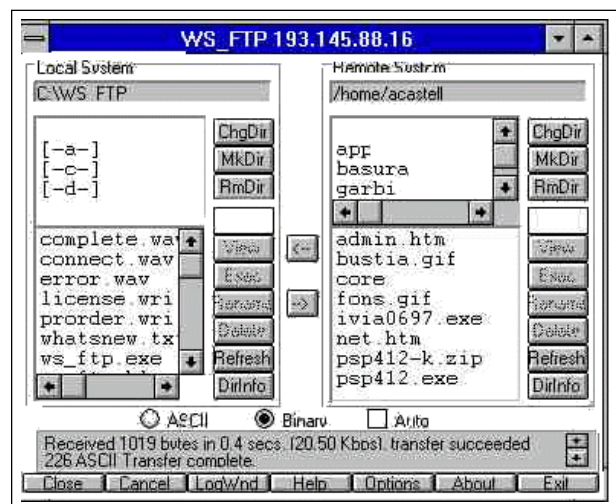 WS_FTP 193.145.88.16
Local System
Remote System
C:\WS_FTP
/home/acastell
[-a-]
[-c-]
[-d-]
ChgDir
MkDir
RmDir
app
basura
garbi
ChgDir
MkDir
RmDir
complete.wav
connect.wav
error.wav
license.wri
prorder.wri
whatsnew.tx
ws_ftp.exe
View
Exec
Rename
Delete
Refresh
DirInfo
<--
-->
admin.htm
bustia.gif
core
fons.gif
ivia0697.exe
net.htm
psp412-k.zip
psp412.exe
View
Exec
Rename
Delete
Refresh
DirInfo
ASCII Binary Auto
Received 1019 bytes in 0.4 secs, (20.50 Kbps), transfer succeeded
226 ASCII Transfer complete.
Close Cancel LogWnd Help Options About Exit